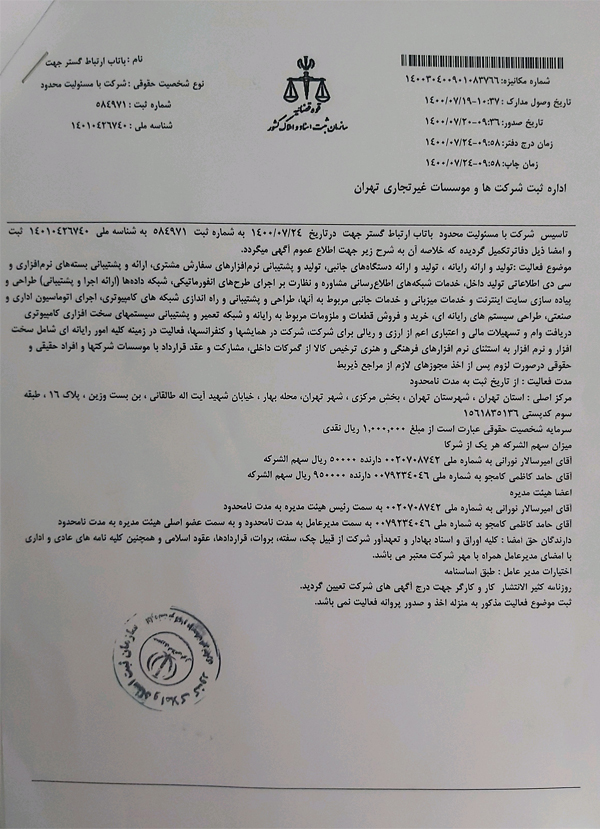 نام : باتاب ارتباط گستر جهت
نوع شخصیت حقوقی : شرکت با مسئولیت محدود
شماره ثبت : ۵۸۴۹۷۱
شناسه ملی : ۱۴۰۱۰۴۲۶۷۴۰
قوه قضائیه
سازمان ثبت اسناد و املاک کشور
شماره مکانیزه: ۱۴۰۰۳۰۴۰۰۹۰۱۰۸۳۷۶۶
تاریخ وصول مدارک : ۱۰:۳۷-۱۴۰۰/۰۷/۱۹
تاریخ صدور: ۰۹:۳۶-۱۴۰۰/۰۷/۲۰
زمان درج دفتر: ۰۹:۵۸-۱۴۰۰/۰۷/۲۴
زمان چاپ: ۰۹:۵۸-۱۴۰۰/۰۷/۲۴
اداره ثبت شرکت ها و موسسات غیرتجاری تهران
تاسیس شرکت با مسئولیت محدود باتاب ارتباط گستر جهت درتاریخ ۱۴۰۰/۰۷/۲۴ به شماره ثبت ۵۸۴۹۷۱ به شناسه ملی ۱۴۰۱۰۴۲۶۷۴۰ ثبت
و امضا ذیل دفاترتکمیل گردیده که خلاصه آن به شرح زیر جهت اطلاع عموم آگهی میگردد.
موضوع فعالیت :تولید و ارائه رایانه ، تولید و ارائه دستگاه‌های جانبی، تولید و پشتیبانی نرم‌افزارهای سفارش مشتری، ارائه و پشتیبانی بسته‌های نرم‌افزاری و
سی دی اطلاعاتی تولید داخل، خدمات شبکه‌های اطلاع‌رسانی مشاوره و نظارت بر اجرای طرح‌های انفورماتیکی، شبکه داده‌ها (ارائه اجرا و پشتیبانی) طراحی و
پیاده سازی سایت اینترنت و خدمات میزبانی و خدمات جانبی مربوط به آنها، طراحی و پشتیبانی و راه اندازی شبکه های کامپیوتری، اجرای اتوماسیون اداری و
صنعتی، طراحی سیستم های رایانه ای، خرید و فروش قطعات و ملزومات مربوط به رایانه و شبکه تعمیر و پشتیبانی سیستمهای سخت افزاری کامپیوتری
دریافت وام و تسهیلات مالی و اعتباری اعم از ارزی و ریالی برای شرکت، شرکت در همایشها و کنفرانسها، فعالیت در زمینه کلیه امور رایانه ای شامل سخت
افزار و نرم افزار به استثنای نرم افزارهای فرهنگی و هنری ترخیص کالا از گمرکات داخلی، مشارکت و عقد قرارداد با موسسات شرکتها و افراد حقیقی و
حقوقی درصورت لزوم پس از اخذ مجوزهای لازم از مراجع ذیربط
مدت فعالیت : از تاریخ ثبت به مدت نامحدود
مرکز اصلی : استان تهران ، شهرستان تهران ، بخش مرکزی ، شهر تهران، محله بهار ، خیابان شهید آیت اله طالقانی ، بن بست وزین ، پلاک ۱۶ ، طبقه
سوم کدپستی ۱۵۶۱۸۳۵۱۳۶
سرمایه شخصیت حقوقی عبارت است از مبلغ ۱,۰۰۰,۰۰۰ ریال نقدی
میزان سهم الشرکه هر یک از شرکا
آقای امیرسالار نورانی به شماره ملی ۰۰۲۰۷۰۸۷۴۲ دارنده ۵۰۰۰۰ ریال سهم الشرکه
آقای حامد کاظمی کامجو به شماره ملی ۰۰۷۹۲۳۴۰۴۶ دارنده ۹۵۰۰۰۰ ریال سهم الشرکه
اعضا هیئت مدیره
آقای امیرسالار نورانی به شماره ملی ۰۰۲۰۷۰۸۷۴۲ به سمت رئیس هیئت مدیره به مدت نامحدود
آقای حامد کاظمی کامجو به شماره ملی ۰۰۷۹۲۳۴۰۴۶ به سمت مدیرعامل به مدت نامحدود و به سمت عضو اصلی هیئت مدیره به مدت نامحدود
دارندگان حق امضا : کلیه اوراق و اسناد بهادار و تعهدآور شرکت از قبیل چک، سفته، بروات، قراردادها، عقود اسلامی و همچنین کلیه نامه های عادی و اداری
با امضای مدیرعامل همراه با مهر شرکت معتبر می باشد.
اختیارات مدیر عامل : طبق اساسنامه
روزنامه کثیر الانتشار کار و کارگر جهت درج آگهی های شرکت تعیین گردید.
ثبت موضوع فعالیت مذکور به منزله اخذ و صدور پروانه فعالیت نمی باشد.
سازمان ثبت اسناد و املاک کشور